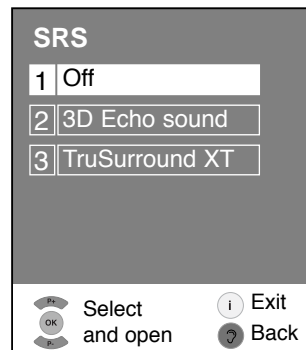 SRS
1 Off
2 3D Echo sound
3 TruSurround XT
P+
OK
P-
Select
and open
i Exit
Back